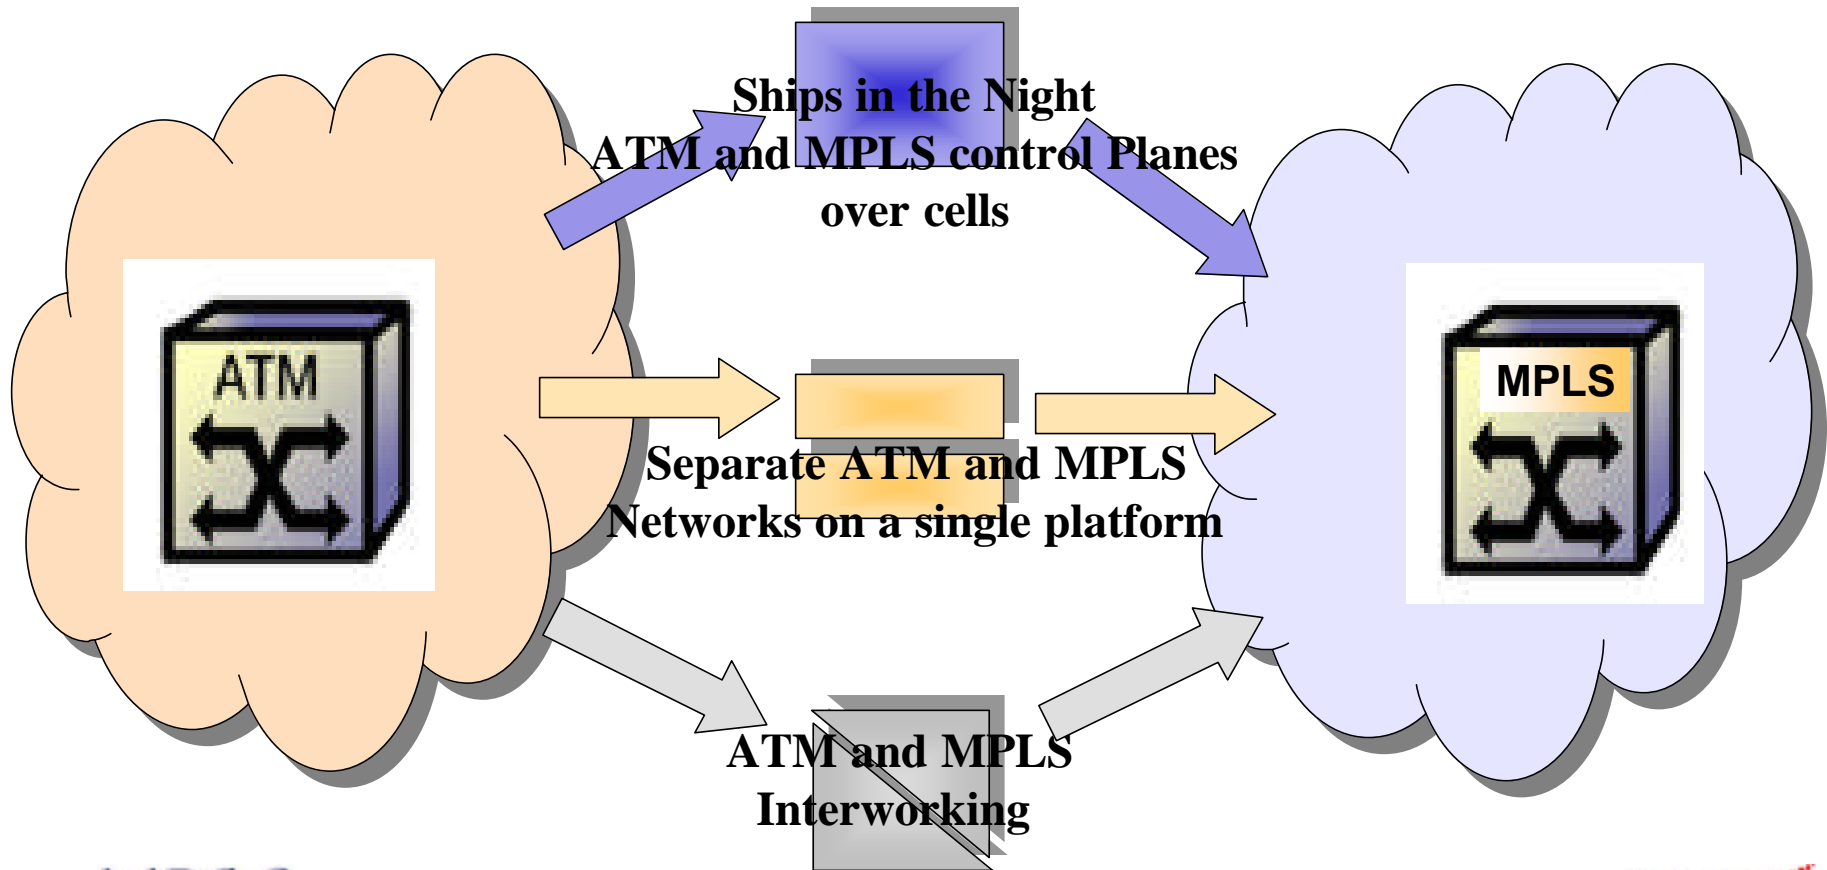 Ships in the Night
ATM and MPLS control Planes
over cells
ATM
MPLS
Separate ATM and MPLS
Networks on a single platform
ATM and MPLS
Interworking